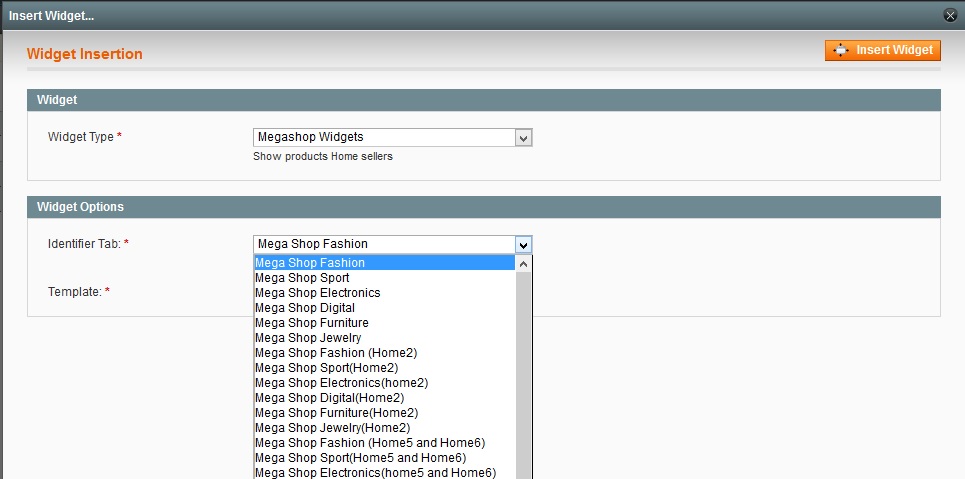 Insert Widget...
Widget Insertion
Insert Widget
Widget
Widget Type *
Megashop Widgets
Show products Home sellers
Widget Options
Identifier Tab: *
Mega Shop Fashion
Mega Shop Fashion
Mega Shop Sport
Mega Shop Electronics
Template: *
Mega Shop Digital
Mega Shop Furniture
Mega Shop Jewelry
Mega Shop Fashion (Home2)
Mega Shop Sport(Home2)
Mega Shop Electronics(home2)
Mega Shop Digital(Home2)
Mega Shop Furniture(Home2)
Mega Shop Jewelry(Home2)
Mega Shop Fashion (Home5 and Home6)
Mega Shop Sport(Home5 and Home6)
Mega Shop Electronics(home5 and Home6)